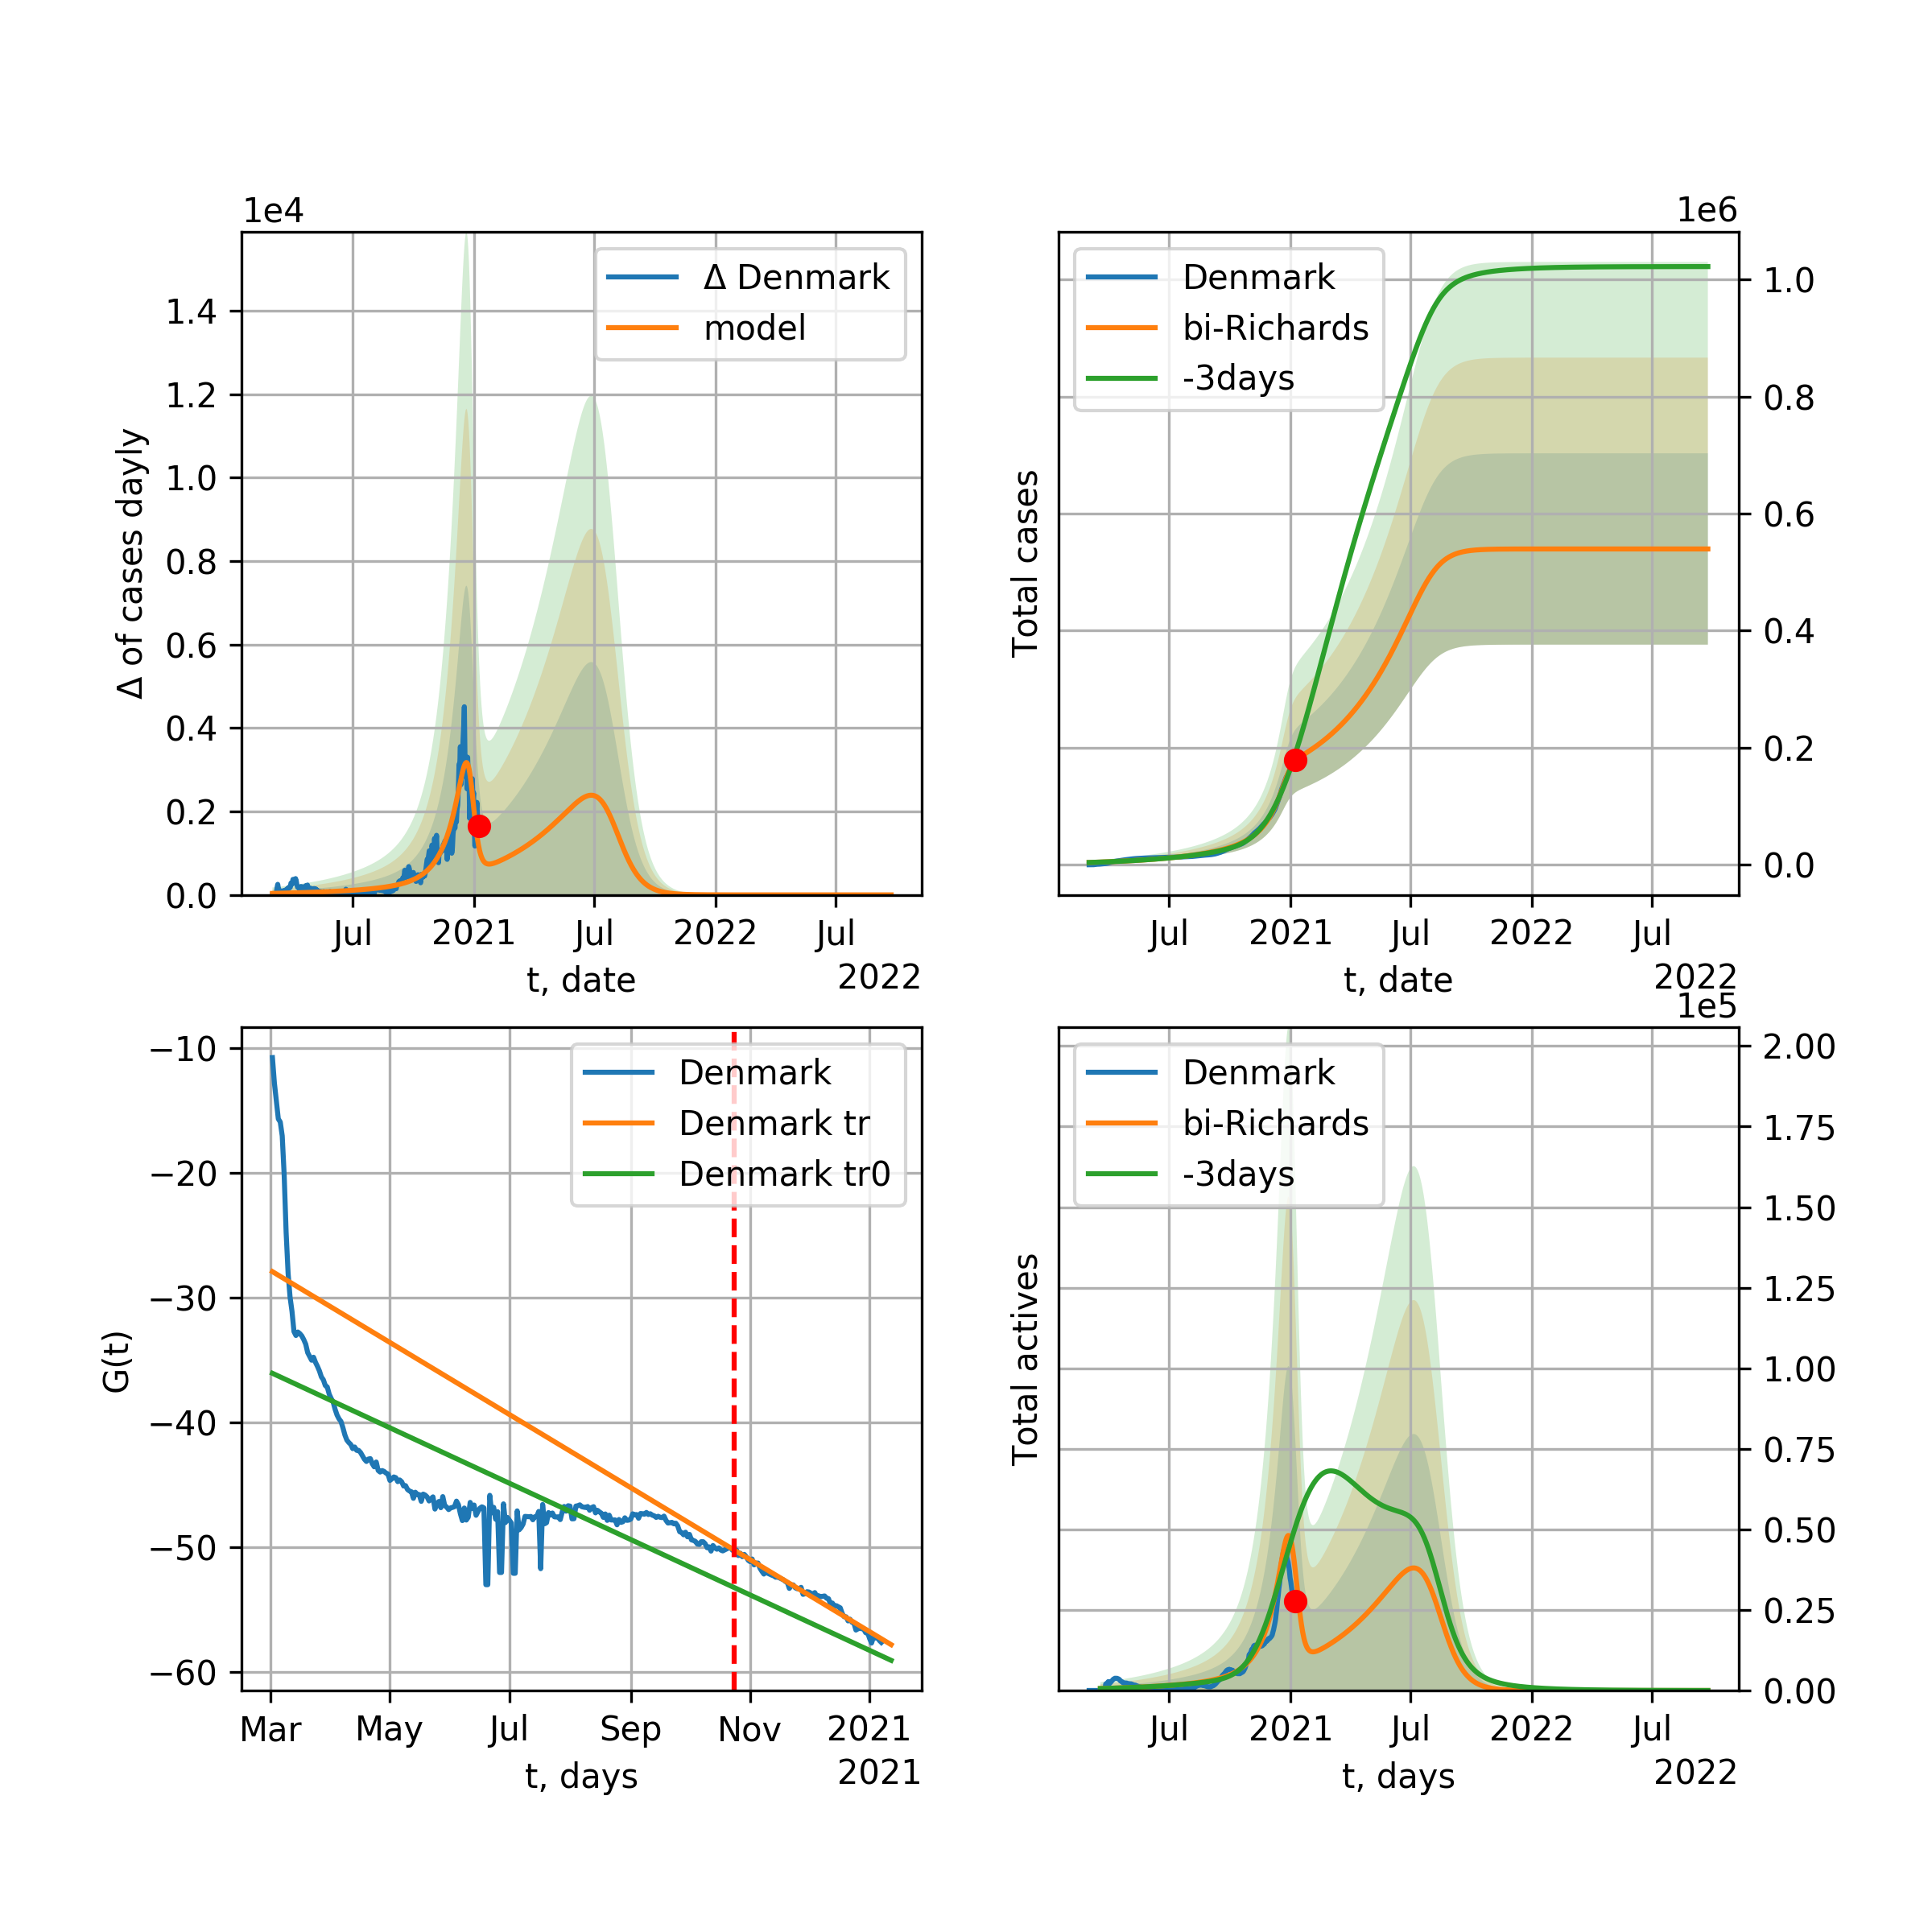 1e4
Δ of cases dayly
1.4
1.2
1.0
0.8
0.6
0.4
0.2
0.0
Δ Denmark
model
Jul
2021
Jul
2022
Jul
t, date
2022
1e6
Total cases
Denmark
bi-Richards
-3days
1.0
0.8
0.6
0.4
0.2
0.0
Jul
2021
Jul
2022
Jul
t, date
2022
G(t)
−10
−20
−30
−40
−50
−60
Denmark
Denmark tr
Denmark tr0
Mar
May
Jul
Sep
Nov
2021
t, days
2021
1e5
Total actives
Denmark
bi-Richards
-3days
2.00
1.75
1.50
1.25
1.00
0.75
0.50
0.25
0.00
Jul
2021
Jul
2022
Jul
t, days
2022